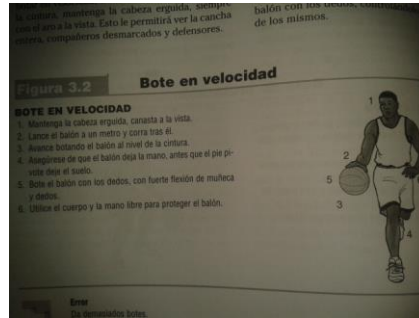 la cintura, mantenga la cabeza erguida, siempre
con el aro a la vista. Esto le permitirá ver la cancha
entera, compañeros desmarcados y defensores.
balón con los dedos,
de los mismos.
Figura 3.2
Bote en velocidad
BOTE EN VELOCIDAD
1. Mantenga la cabeza erguida, canasta a la vista.
2. Lance el balón a un metro y corra tras él.
3. Avance botando el balón al nivel de la cintura.
4. Asegúrese de que el balón deja la mano, antes que el pie pi-
vote deje el suelo.
5. Bote el balón con los dedos, con fuerte flexión de muñeca
y dedos.
6. Utilice el cuerpo y la mano libre para proteger el balón.
1
2
5
3
4
Error
Da demasiados botes.